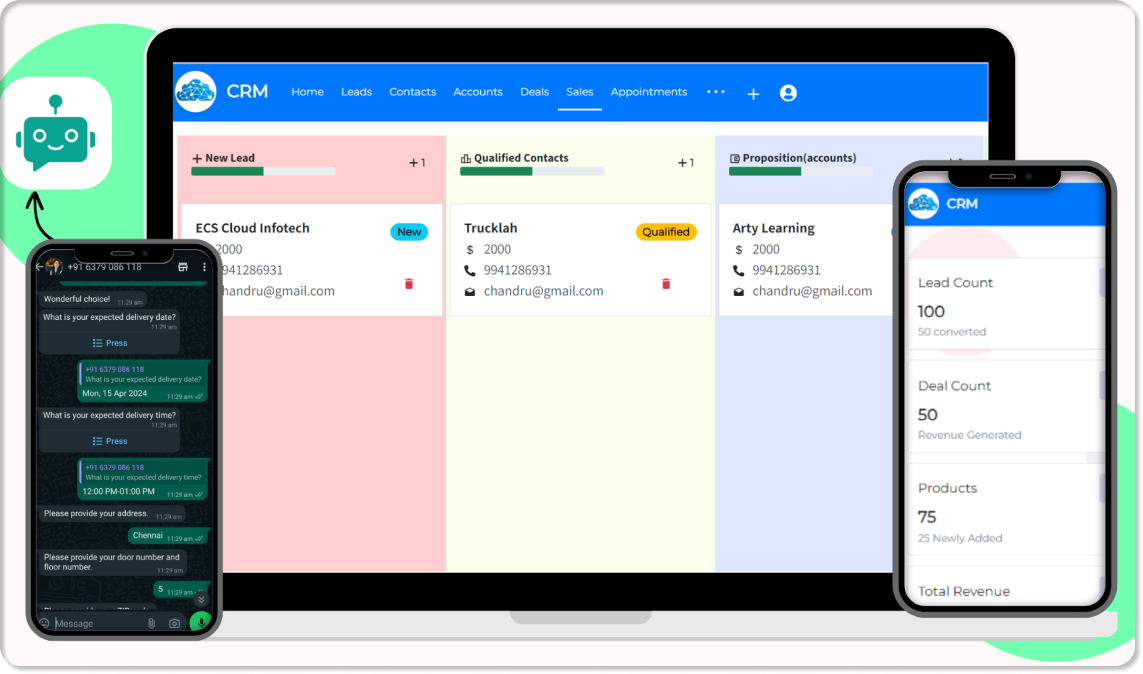 CRM
Home Leads Contacts Accounts Deals Sales Appointments
+ New Lead
+ 1
Qualified Contacts
+ 1
Proposition(accounts)
ECS Cloud Infotech
New
2000
9941286931
handru@gmail.com
Trucklah
Qualified
$ 2000
9941286931
chandru@gmail.com
Arty Learning
$ 2000
9941286931
chandru@gmail.com
+91 6379 086 118
Wonderful choice! 11:29 am
What is your expected delivery date?
11:29 am
Press
+91 6379 086 118
What is your expected delivery date?
Mon, 15 Apr 2024 11:29 am
What is your expected delivery time?
11:29 am
Press
+91 6379 086 118
What is your expected delivery time?
12:00 PM-01:00 PM 11:29 am
Please provide your address. 11:29 am
Chennai 11:29 am
Please provide your door number and
floor number. 11:29 am
5 11:29 am
Message
CRM
Lead Count
100
50 converted
Deal Count
50
Revenue Generated
Products
75
25 Newly Added
Total Revenue